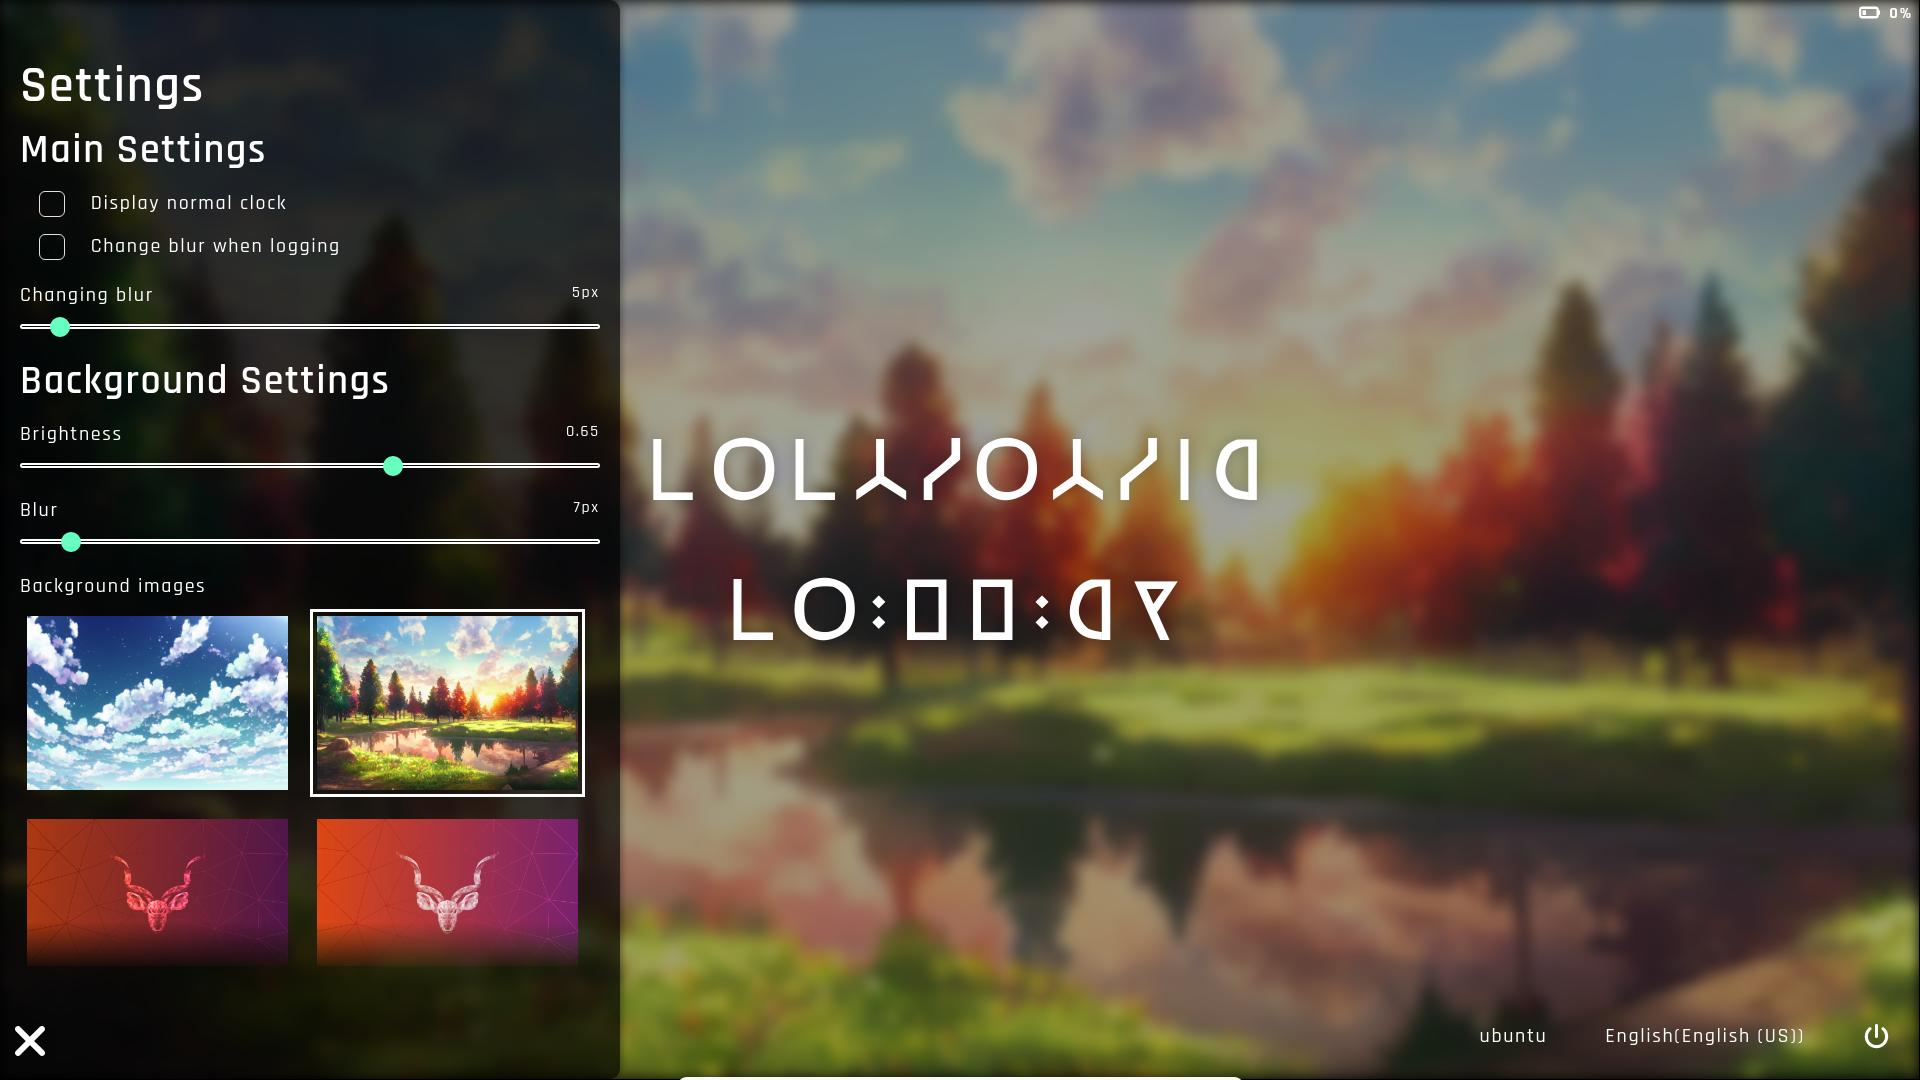 0%
Settings
Main Settings
Display normal clock
Change blur when logging
Changing blur 5px
Background Settings
Brightness 0.65
Blur 7px
Background images
ubuntu English(English (US))